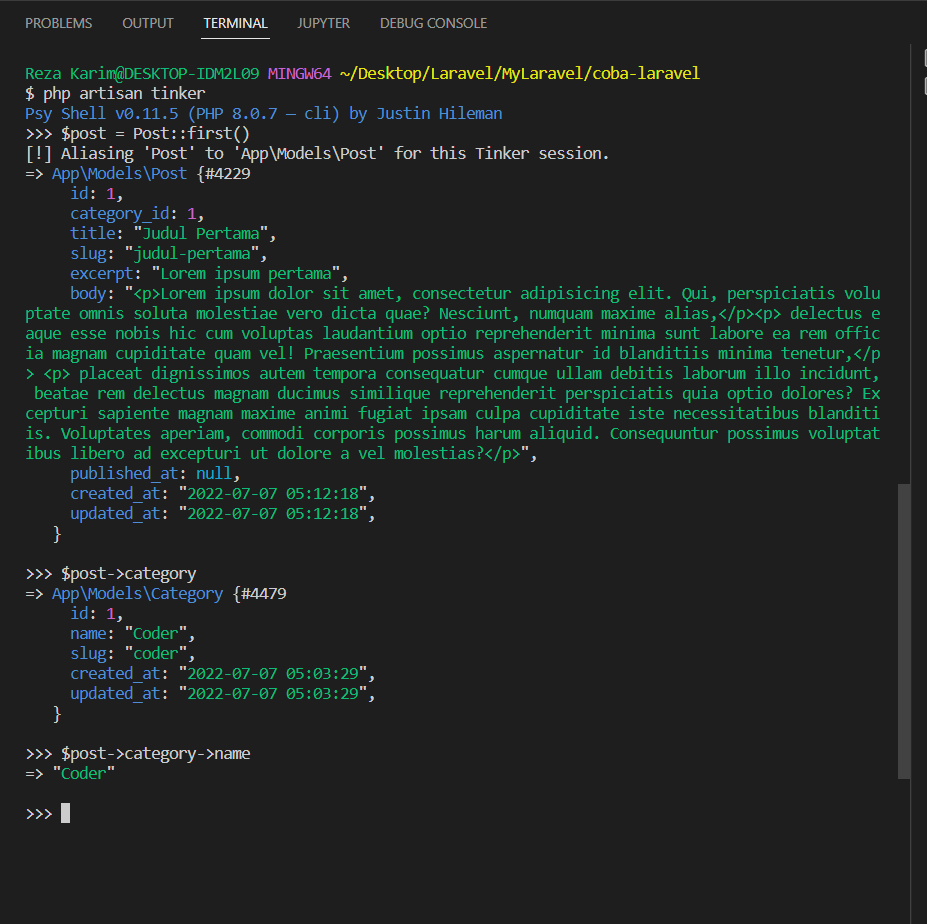 PROBLEMS OUTPUT TERMINAL JUPYTER DEBUG CONSOLE
Reza Karim@DESKTOP-IDM2L09 MINGW64 ~/Desktop/Laravel/MyLaravel/coba-laravel
$ php artisan tinker
Psy Shell v0.11.5 (PHP 8.0.7 — cli) by Justin Hileman
>>> $post = Post::first()
[!] Aliasing 'Post' to 'App\Models\Post' for this Tinker session.
=> App\Models\Post {#4229
id: 1,
category_id: 1,
title: "Judul Pertama",
slug: "judul-pertama",
excerpt: "Lorem ipsum pertama",
body: "<p>Lorem ipsum dolor sit amet, consectetur adipisicing elit. Qui, perspiciatis volu
ptate omnis soluta molestiae vero dicta quae? Nesciunt, numquam maxime alias,</p><p> delectus e
aque esse nobis hic cum voluptas laudantium optio reprehenderit minima sunt labore ea rem offic
ia magnam cupiditate quam vel! Praesentium possimus aspernatur id blanditiis minima tenetur,</p
> <p> placeat dignissimos autem tempora consequatur cumque ullam debitis laborum illo incidunt,
beatae rem delectus magnam ducimus similique reprehenderit perspiciatis quia optio dolores? Ex
cepturi sapiente magnam maxime animi fugiat ipsam culpa cupiditate iste necessitatibus blanditi
is. Voluptates aperiam, commodi corporis possimus harum aliquid. Consequuntur possimus voluptat
ibus libero ad excepturi ut dolore a vel molestias?</p>",
published_at: null,
created_at: "2022-07-07 05:12:18",
updated_at: "2022-07-07 05:12:18",
}
>>> $post->category
=> App\Models\Category {#4479
id: 1,
name: "Coder",
slug: "coder",
created_at: "2022-07-07 05:03:29",
updated_at: "2022-07-07 05:03:29",
}
>>> $post->category->name
=> "Coder"
>>>